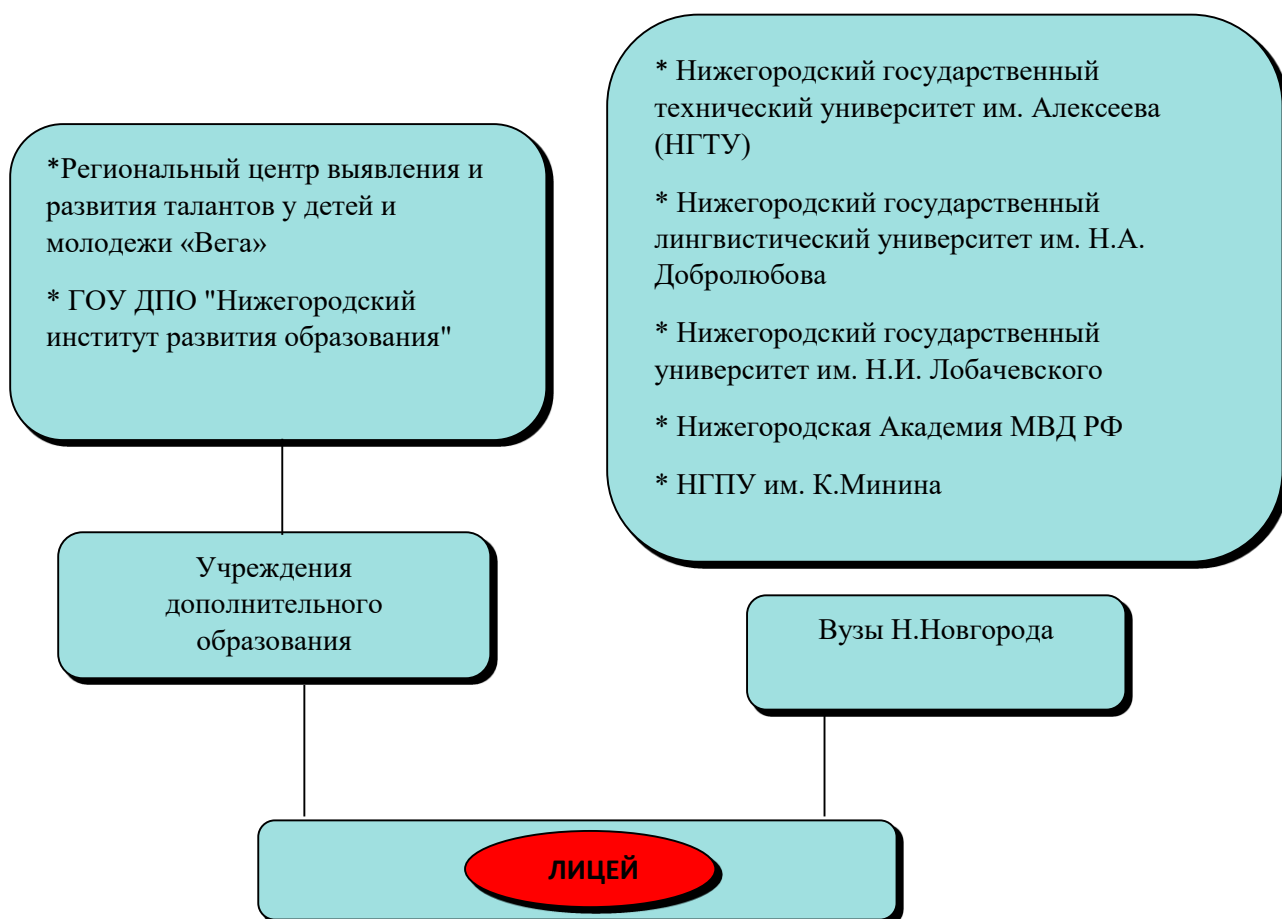 *Региональный центр выявления и
развития талантов у детей и
молодежи «Вега»
* ГОУ ДПО "Нижегородский
институт развития образования"
* Нижегородский государственный
технический университет им. Алексеева
(НГТУ)
* Нижегородский государственный
лингвистический университет им. Н.А.
Добролюбова
* Нижегородский государственный
университет им. Н.И. Лобачевского
* Нижегородская Академия МВД РФ
* НГПУ им. К.Минина
Учреждения
дополнительного
образования
Вузы Н.Новгорода
ЛИЦЕЙ